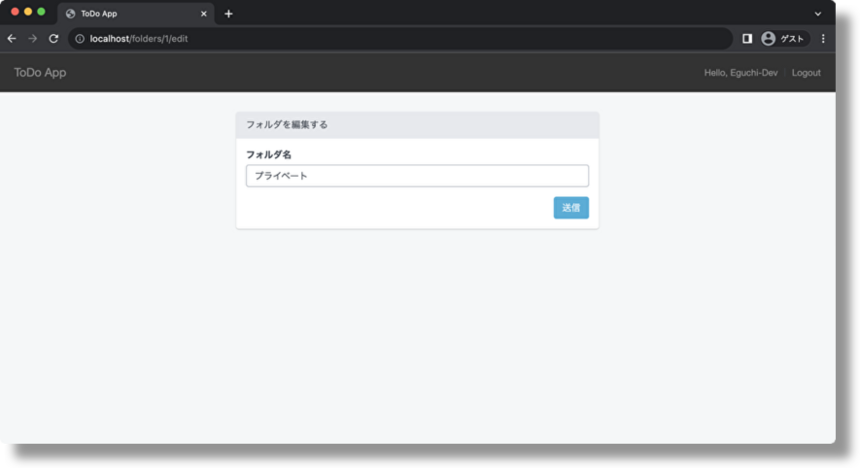 ToDo App
localhost/folders/1/edit
ゲスト
ToDo App
Hello, Eguchi-Dev
Logout
フォルダを編集する
フォルダ名
プライベート
送信